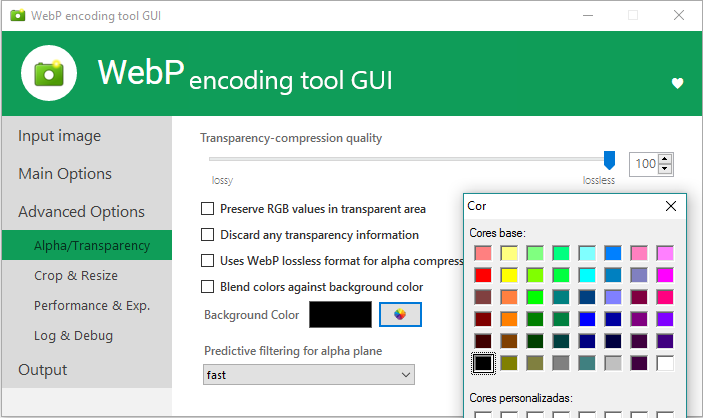 WebP encoding tool GUI
WebP encoding tool GUI
Input image
Main Options
Advanced Options
Alpha/Transparency
Crop & Resize
Performance & Exp.
Log & Debug
Output
Transparency-compression quality
100
lossy
lossless
Preserve RGB values in transparent area
Discard any transparency information
Uses WebP lossless format for alpha compress
Blend colors against background color
Background Color
Predictive filtering for alpha plane
fast
Cor
Cores base:
Cores personalizadas: